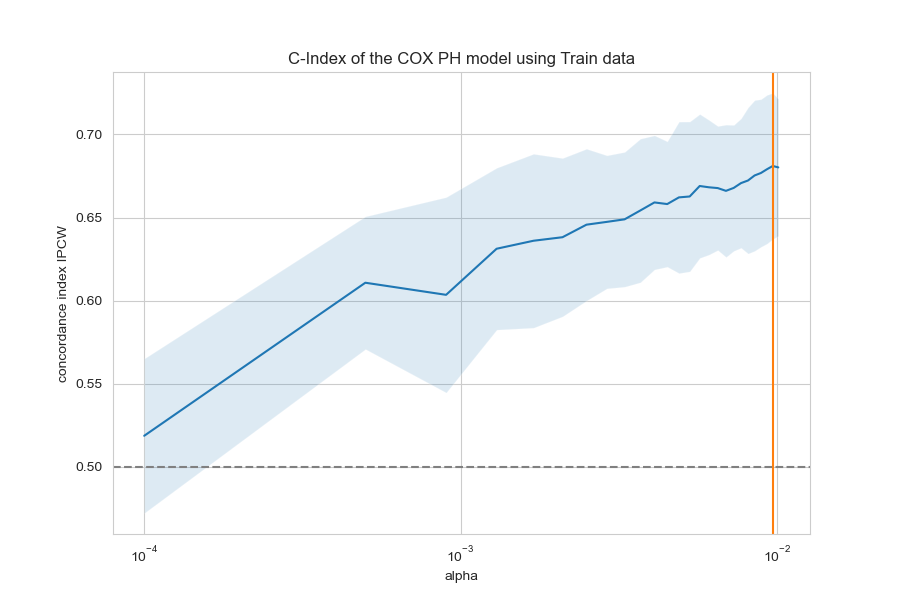 C-Index of the COX PH model using Train data
concordance index IPCW
0.70
0.65
0.60
0.55
0.50
10⁻⁴
10⁻³
10⁻²
alpha